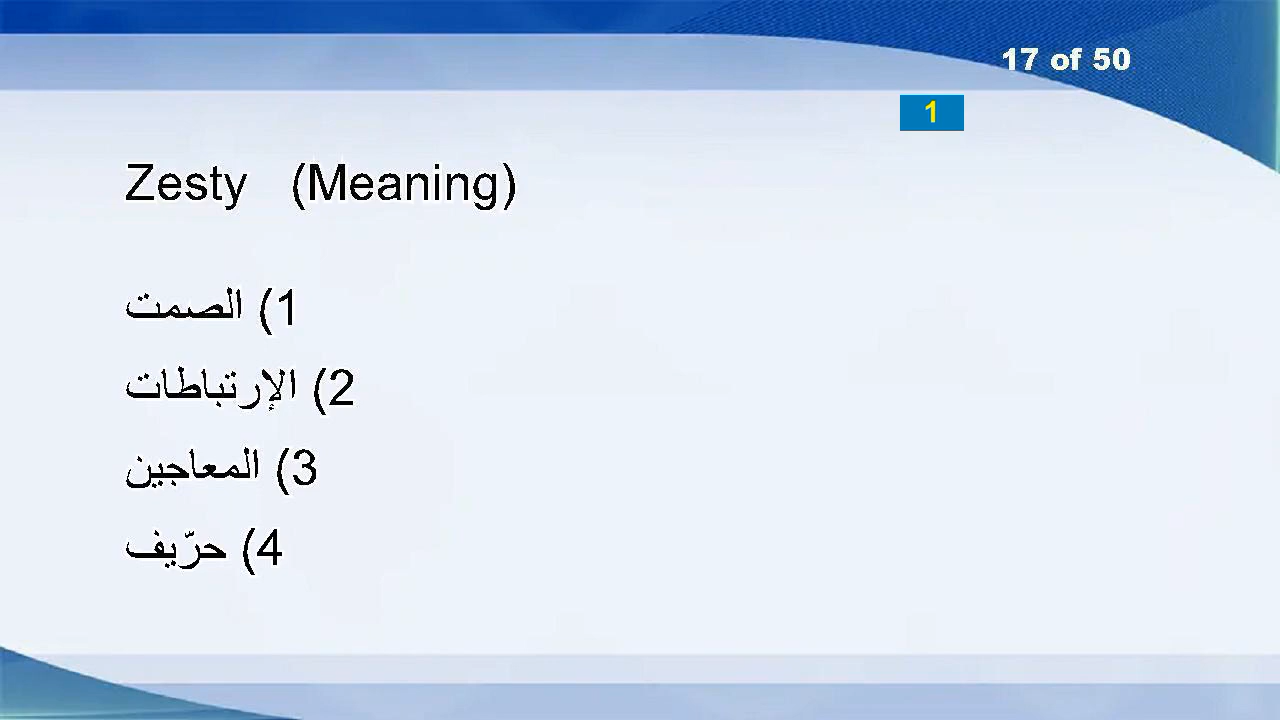 17 of 50
1
Zesty (Meaning)
1) الصمت
2) الإرتباطات
3) المعاجين
4) حرّيف